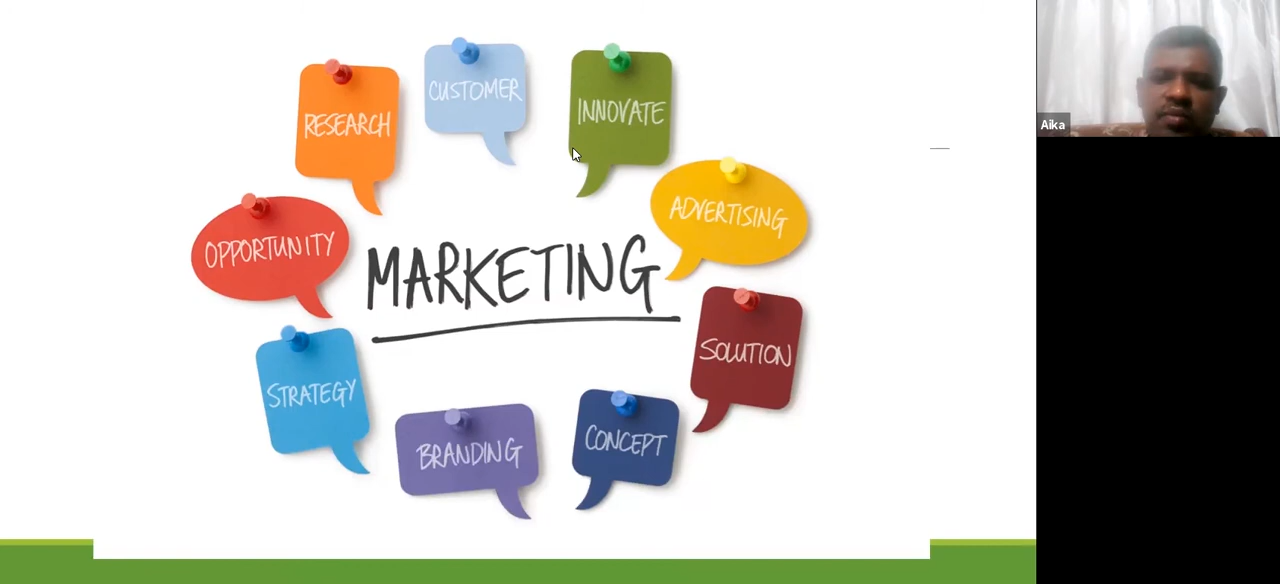 CUSTOMER
INNOVATE
RESEARCH
ADVERTISING
OPPORTUNITY
MARKETING
SOLUTION
STRATEGY
CONCEPT
BRANDING
Aika